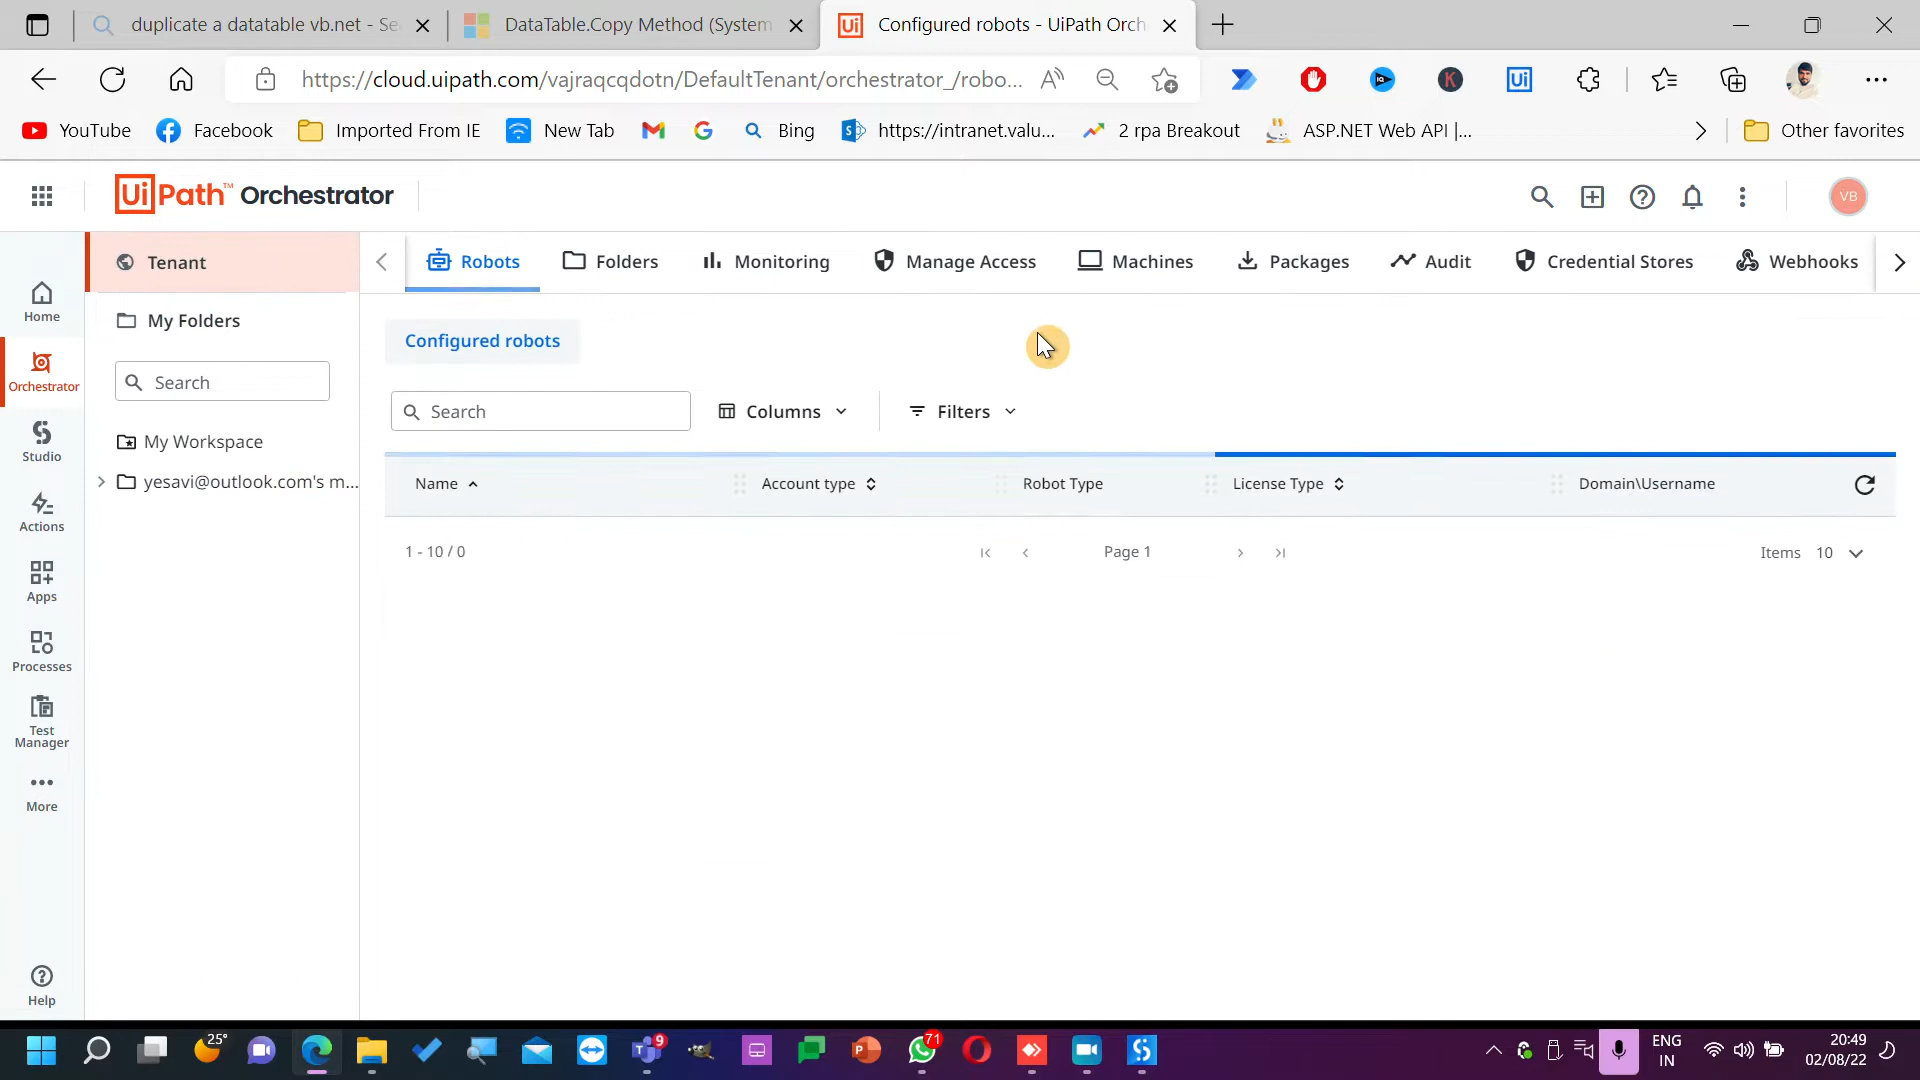 duplicate a datatable vb.net - Se
DataTable.Copy Method (System
Configured robots - UiPath Orch
https://cloud.uipath.com/vajraqcqdotn/DefaultTenant/orchestrator_/robo...
YouTube
Facebook
Imported From IE
New Tab
Bing
https://intranet.valu...
2 rpa Breakout
ASP.NET Web API |...
Other favorites
UiPath™ Orchestrator
VB
Tenant
Robots
Folders
Monitoring
Manage Access
Machines
Packages
Audit
Credential Stores
Webhooks
Home
Orchestrator
Studio
Actions
Apps
Processes
Test
Manager
More
Help
My Folders
Search
My Workspace
yesavi@outlook.com's m...
Configured robots
Search
Columns
Filters
Name
Account type
Robot Type
License Type
Domain\Username
1 - 10 / 0
Page 1
Items 10
25°
9
71
ENG
IN
20:49
02/08/22